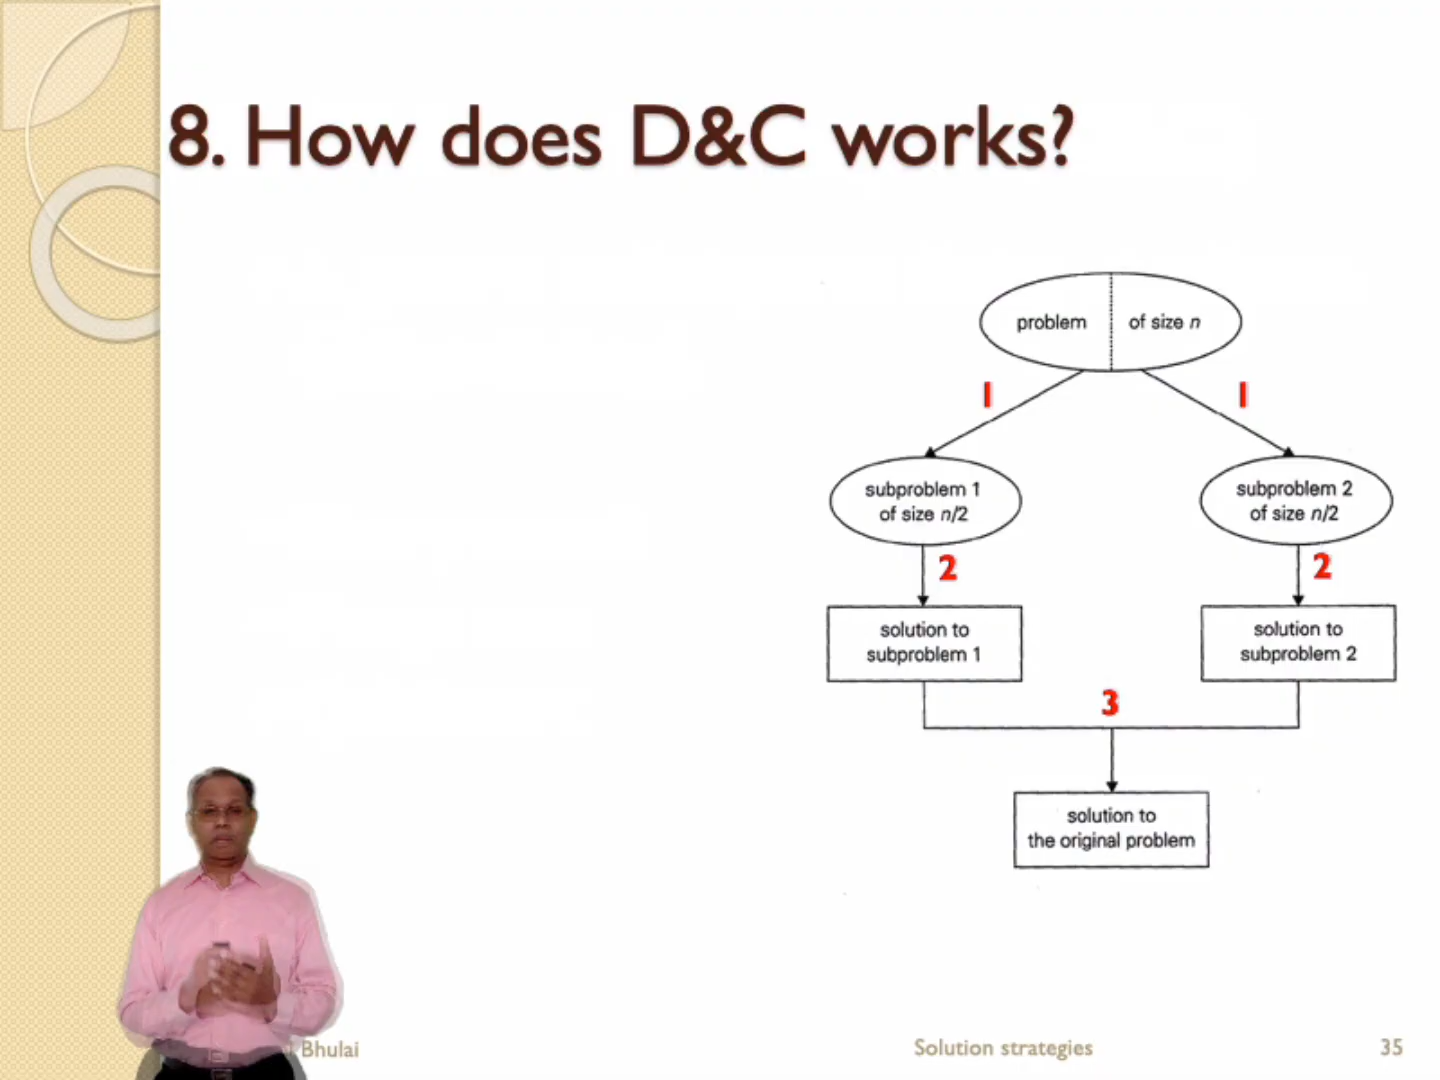 8. How does D&C works?
problem of size n
1 1
subproblem 1
of size n/2
subproblem 2
of size n/2
2 2
solution to
subproblem 1
solution to
subproblem 2
3
solution to
the original problem
Bhulai
Solution strategies
35